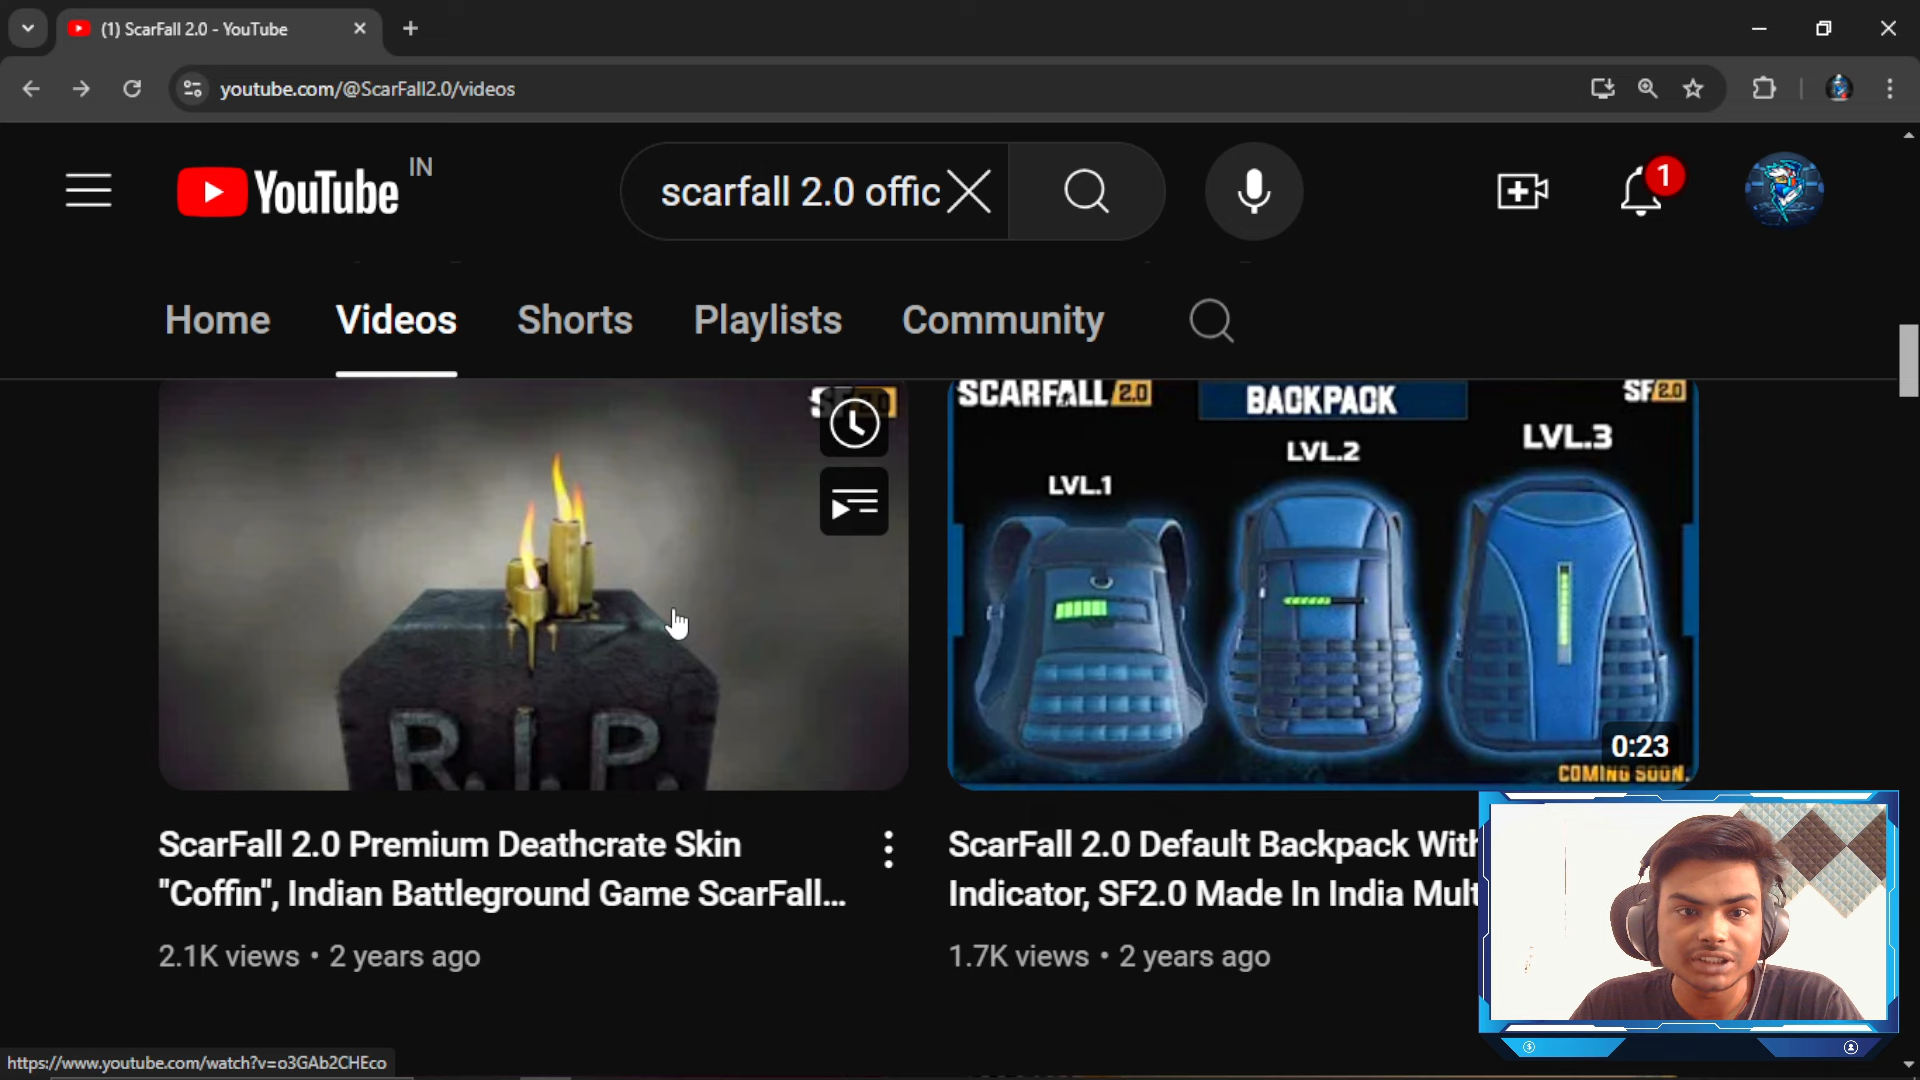 (1) ScarFall 2.0 - YouTube
youtube.com/@ScarFall2.0/videos
YouTube IN
scarfall 2.0 offic
1
Home Videos Shorts Playlists Community
SCARFALL 2.0 BACKPACK SF2.0
LVL.1 LVL.2 LVL.3
R.I.P.
0:23
COMING SOON.
ScarFall 2.0 Premium Deathcrate Skin
"Coffin", Indian Battleground Game ScarFall...
2.1K views • 2 years ago
ScarFall 2.0 Default Backpack With
Indicator, SF2.0 Made In India Mult
1.7K views • 2 years ago
https://www.youtube.com/watch?v=o3GAb2CHEco